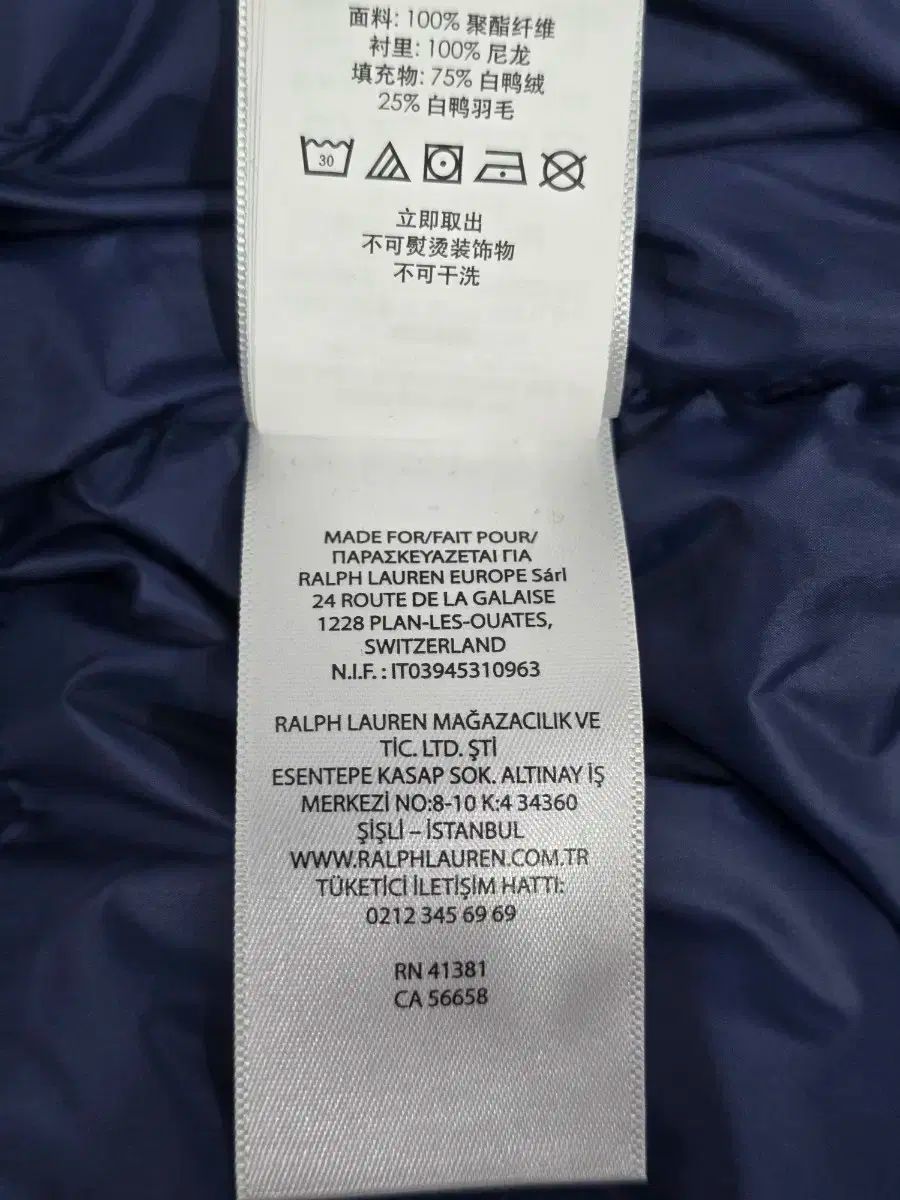 面料: 100% 聚酯纤维
衬里: 100% 尼龙
填充物: 75% 白鸭绒
25% 白鸭羽毛
30
立即取出
不可熨烫装饰物
不可干洗
MADE FOR/FAIT POUR/
ΠΑΡΑΣΚΕΥΑΖΕΤΑΙ ΓΙΑ
RALPH LAUREN EUROPE Sárl
24 ROUTE DE LA GALAISE
1228 PLAN-LES-OUATES,
SWITZERLAND
N.I.F. : IT03945310963
RALPH LAUREN MAĞAZACILIK VE
TİC. LTD. ŞTİ
ESENTEPE KASAP SOK. ALTINAY İŞ
MERKEZİ NO:8-10 K:4 34360
ŞİŞLİ – İSTANBUL
WWW.RALPHLAUREN.COM.TR
TÜKETİCİ İLETİŞİM HATTI:
0212 345 69 69
RN 41381
CA 56658